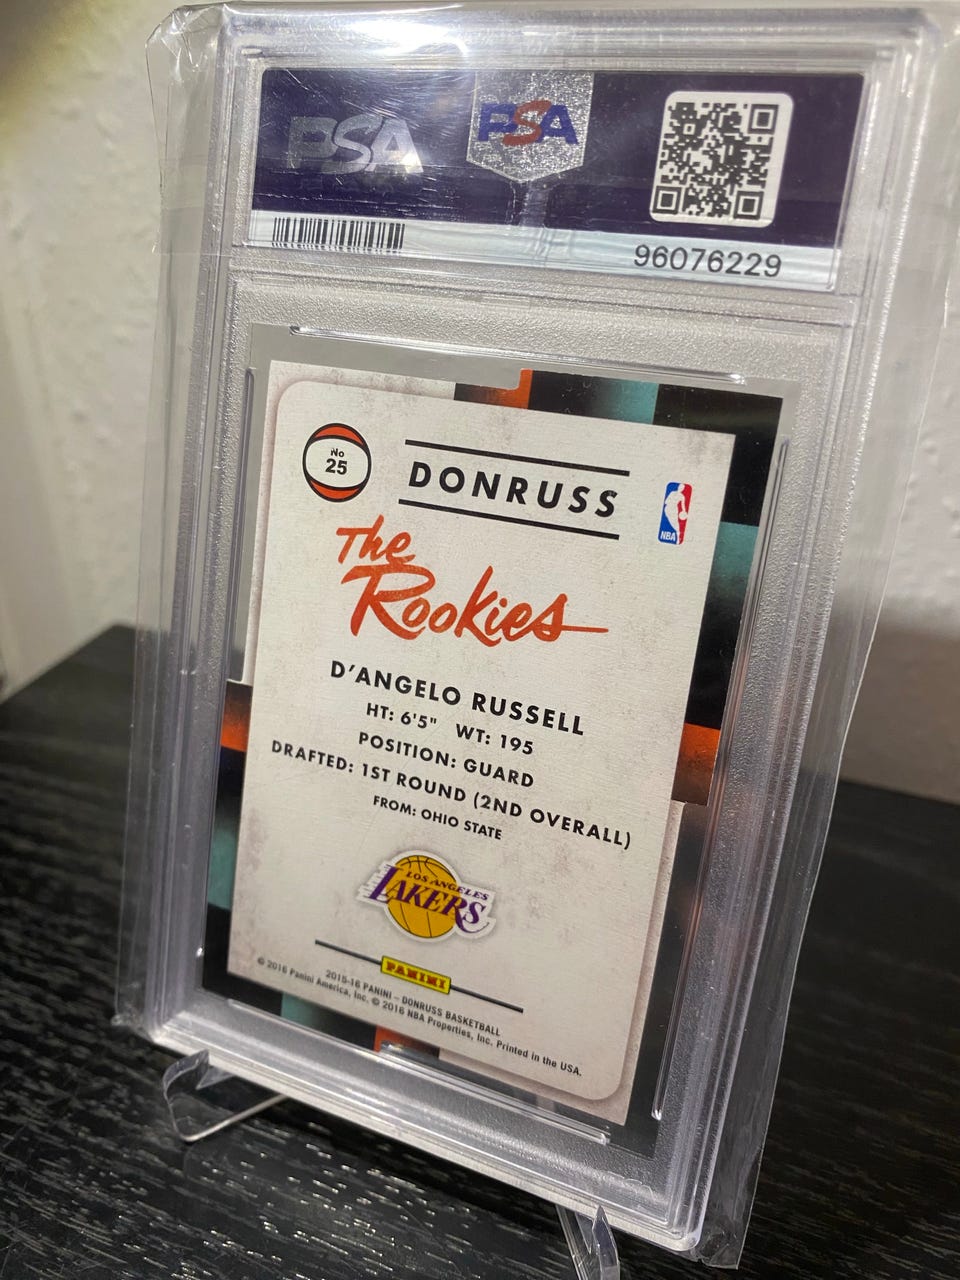 PSA
PSA
96076229
No
25
DONRUSS
NBA
The
Rookies
D'ANGELO RUSSELL
HT: 6'5" WT: 195
POSITION: GUARD
DRAFTED: 1ST ROUND (2ND OVERALL)
FROM: OHIO STATE
LOS ANGELES
LAKERS
PANINI
2015-16 PANINI – DONRUSS BASKETBALL
© 2016 Panini America, Inc. © 2016 NBA Properties, Inc. Printed in the USA.